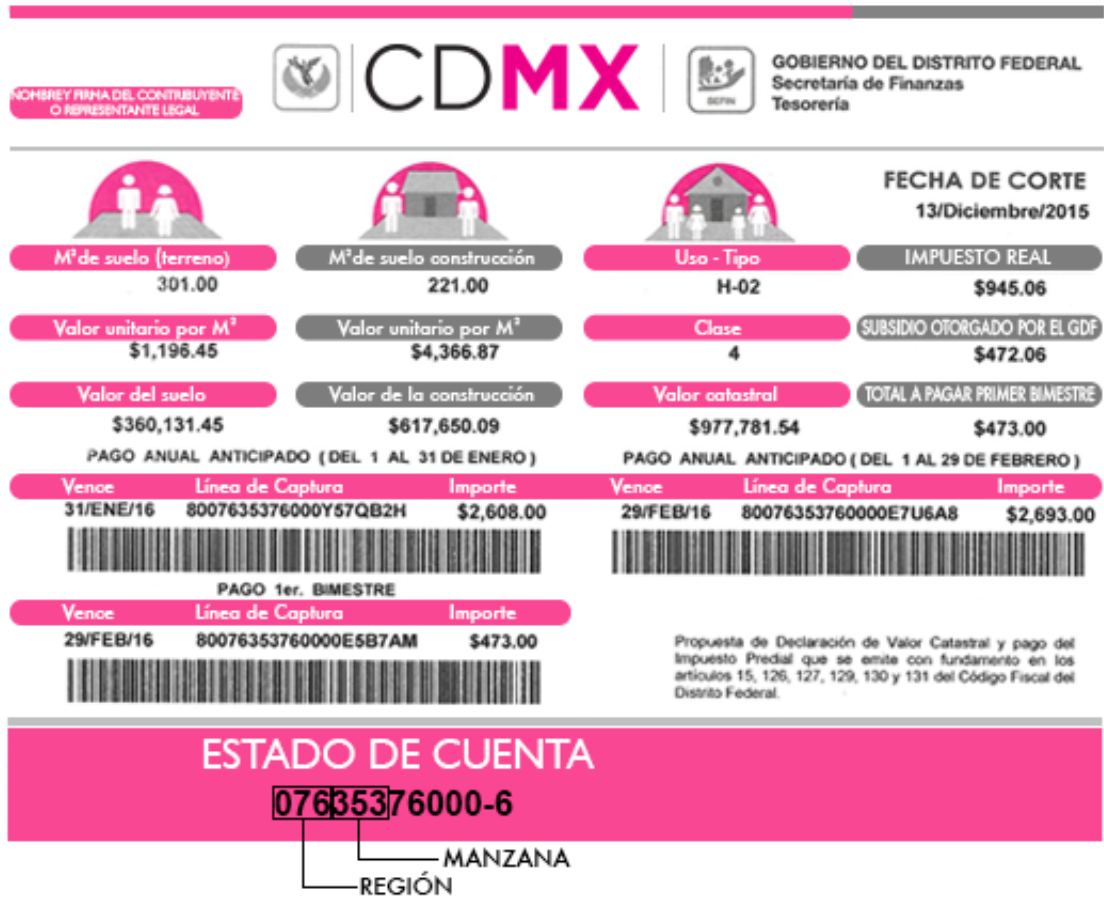 CDMX
GOBIERNO DEL DISTRITO FEDERAL
Secretaría de Finanzas
Tesorería
SEFIN
NOMBRE Y FIRMA DEL CONTRIBUYENTE
O REPRESENTANTE LEGAL
FECHA DE CORTE
13/Diciembre/2015
M² de suelo (terreno) M² de suelo construcción Uso - Tipo IMPUESTO REAL
301.00 221.00 H-02 $945.06
Valor unitario por M² Valor unitario por M² Clase SUBSIDIO OTORGADO POR EL GDF
$1,196.45 $4,366.87 4 $472.06
Valor del suelo Valor de la construcción Valor catastral TOTAL A PAGAR PRIMER BIMESTRE
$360,131.45 $617,650.09 $977,781.54 $473.00
PAGO ANUAL ANTICIPADO (DEL 1 AL 31 DE ENERO)
Vence Línea de Captura Importe
31/ENE/16 8007635376000Y57QB2H $2,608.00
PAGO ANUAL ANTICIPADO (DEL 1 AL 29 DE FEBRERO)
Vence Línea de Captura Importe
29/FEB/16 80076353760000E7U6A8 $2,693.00
PAGO 1er. BIMESTRE
Vence Línea de Captura Importe
29/FEB/16 80076353760000E5B7AM $473.00
Propuesta de Declaración de Valor Catastral y pago del
Impuesto Predial que se emite con fundamento en los
artículos 15, 126, 127, 129, 130 y 131 del Código Fiscal del
Distrito Federal.
ESTADO DE CUENTA
07635376000-6
MANZANA
REGIÓN